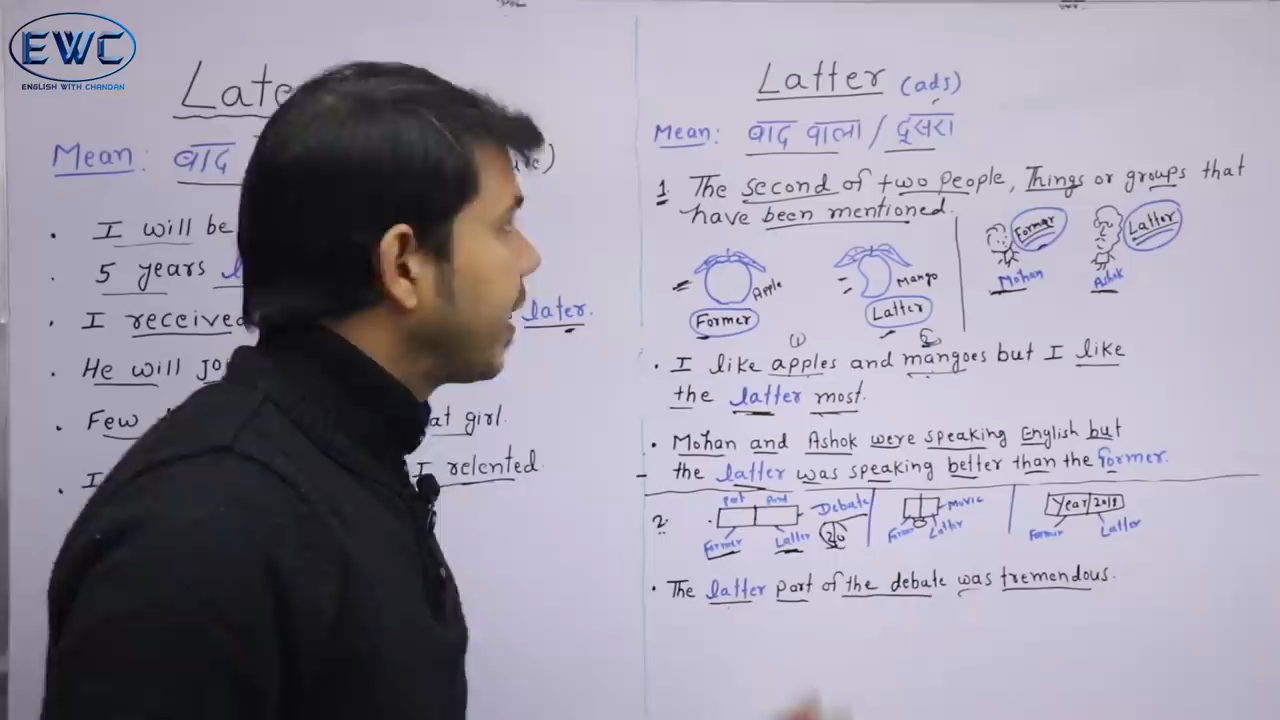 EWC
ENGLISH WITH CHANDAN
Late
Mean: बाद
I will be
5 years
I received later.
He will jo
Few at girl.
I I relented.
Latter (adj)
Mean: बाद वाला / दूसरा
1. The second of two people, Things or groups that
have been mentioned.
Apple
Former
Mango
Latter
Former
Mohan
Latter
Ashok
. I like apples and mangoes but I like
the latter most.
. Mohan and Ashok were speaking English but
the latter was speaking better than the former.
2. part part Debate
Former Latter 20
Movie
Former Latter
Year/2018
Former Latter
. The latter part of the debate was tremendous.